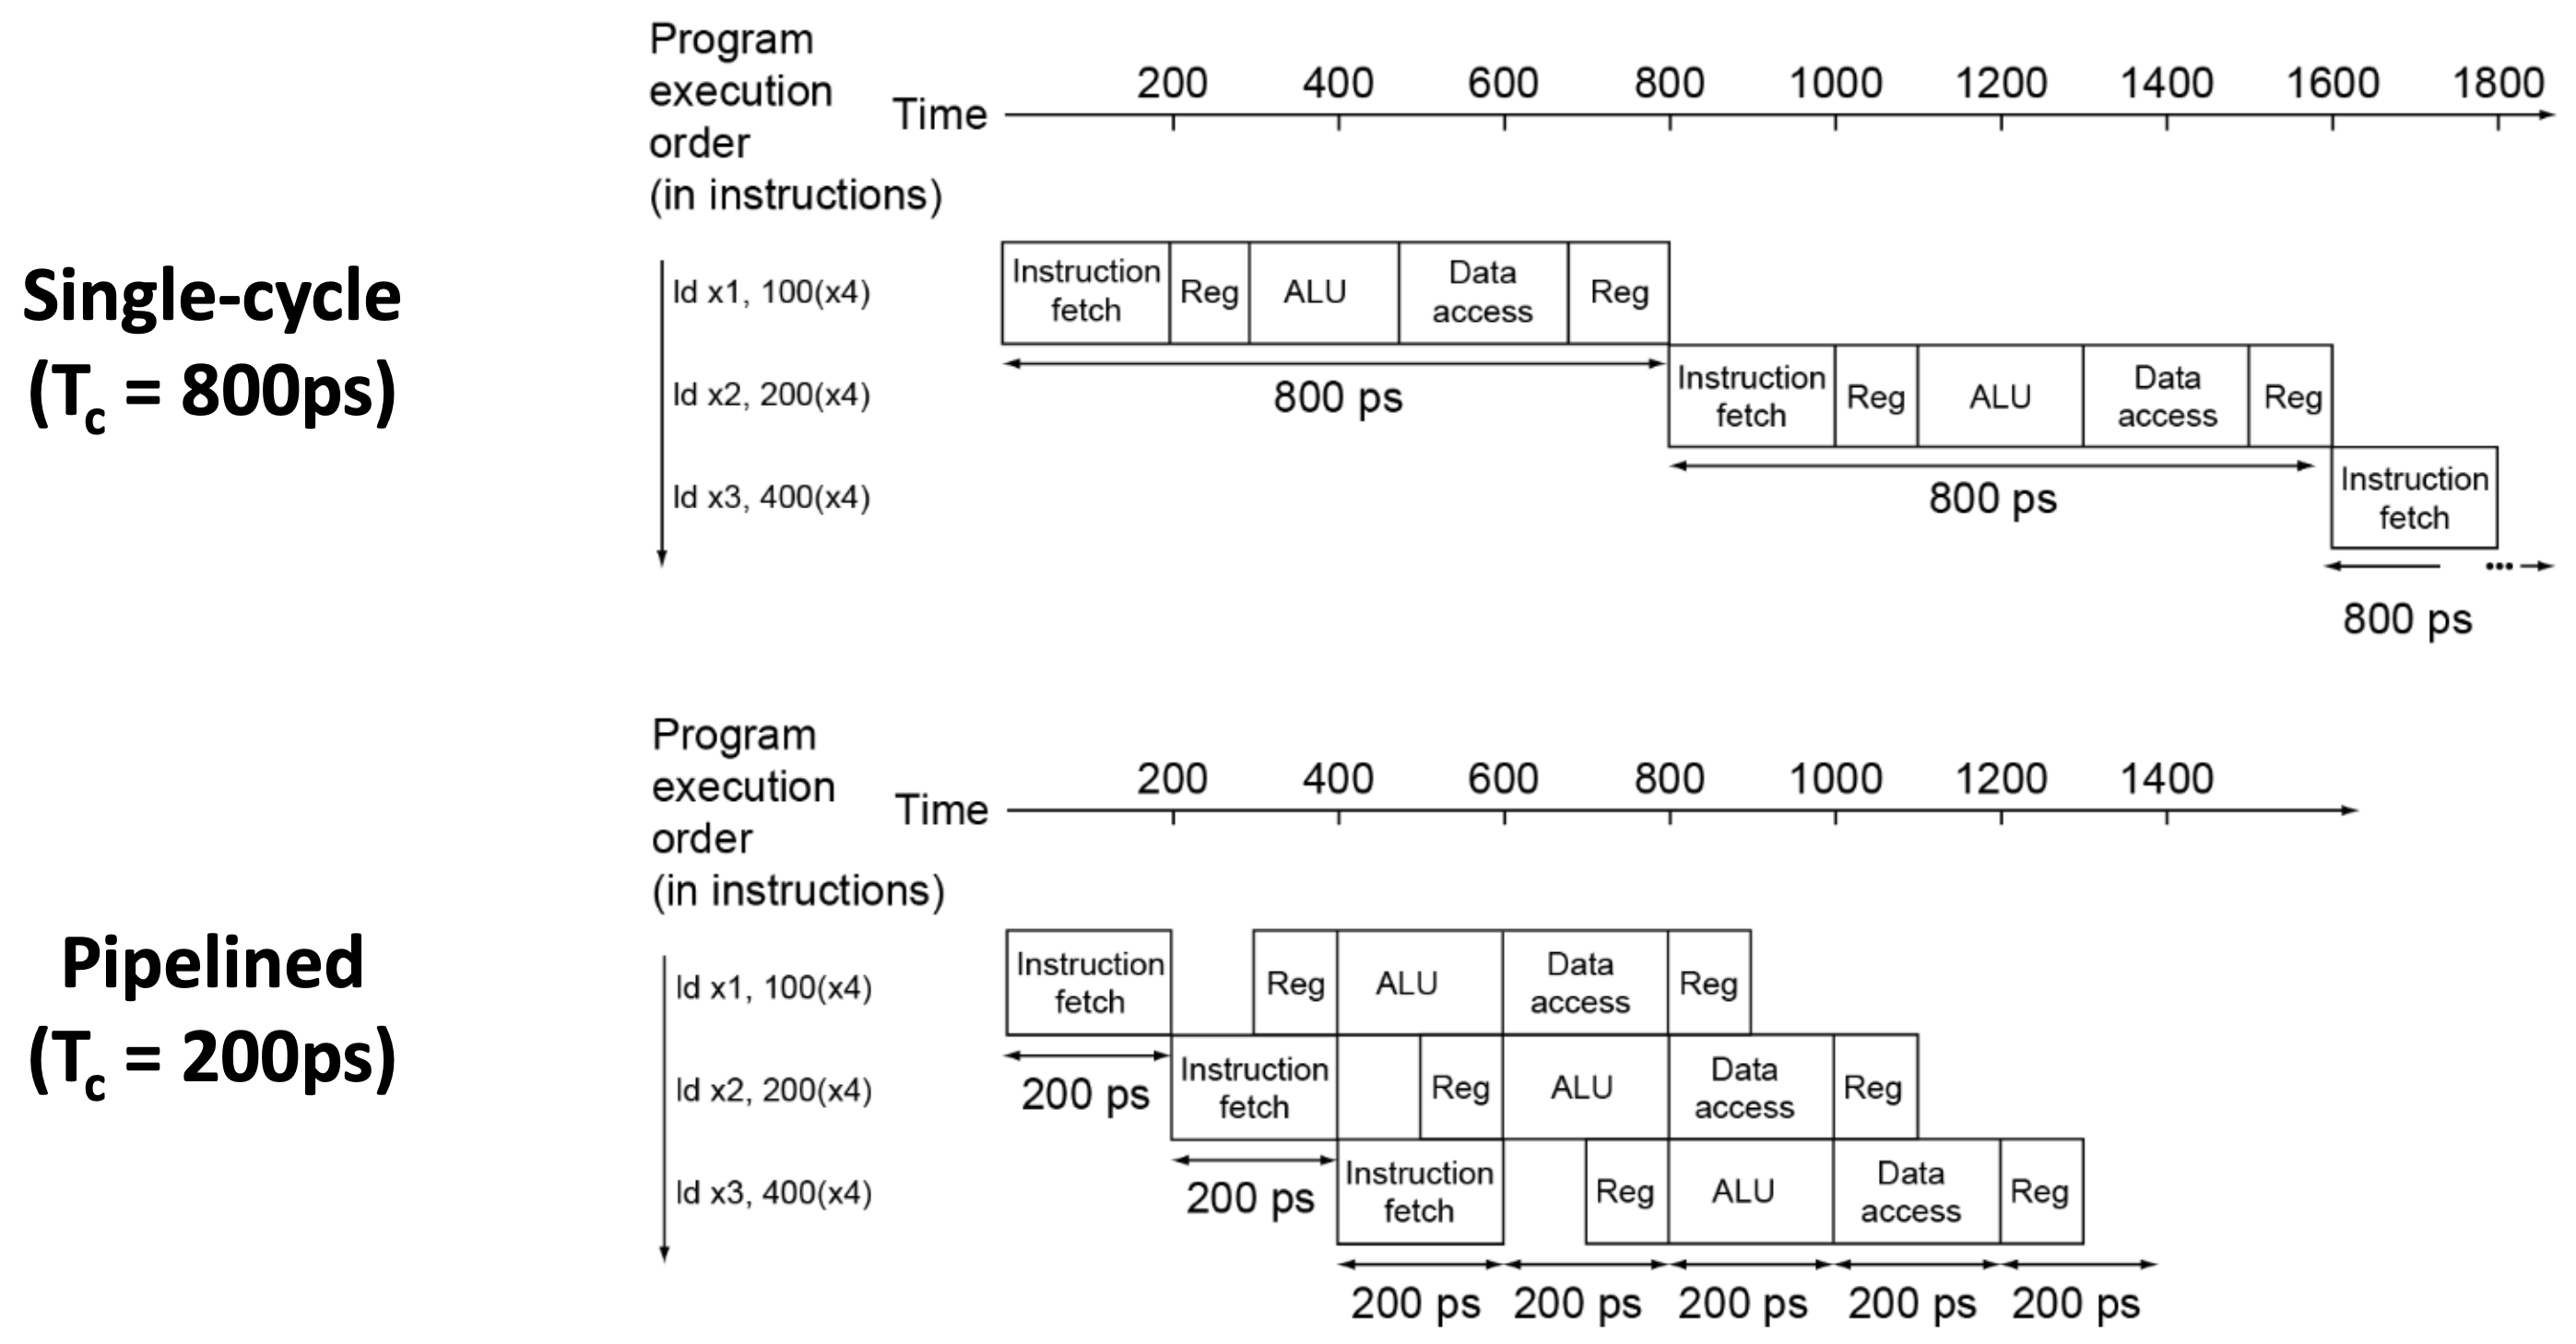 Program
execution
order
(in instructions)
Time
200 400 600 800 1000 1200 1400 1600 1800
Single-cycle
(Tc = 800ps)
ld x1, 100(x4)
Instruction
fetch
Reg
ALU
Data
access
Reg
800 ps
ld x2, 200(x4)
Instruction
fetch
Reg
ALU
Data
access
Reg
800 ps
ld x3, 400(x4)
Instruction
fetch
...
800 ps
Program
execution
order
(in instructions)
Time
200 400 600 800 1000 1200 1400
Pipelined
(Tc = 200ps)
ld x1, 100(x4)
Instruction
fetch
Reg
ALU
Data
access
Reg
200 ps
ld x2, 200(x4)
Instruction
fetch
Reg
ALU
Data
access
Reg
200 ps
ld x3, 400(x4)
Instruction
fetch
Reg
ALU
Data
access
Reg
200 ps 200 ps 200 ps 200 ps 200 ps